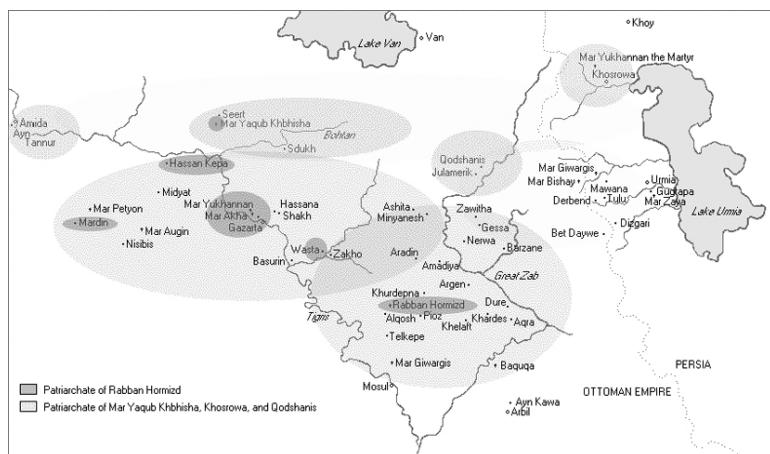 Khoy
Lake Van
Van
Mar Yukhannan the Martyr
Khosrowa
Amida
Ayn
Tannur
Seert
Mar Yaqub Khbhisha
Bohtan
Sdukh
Hassan Kepa
Qodshanis
Julamerik
Mar Giwargis
Mar Bishay
Mawana
Urmia
Gugtapa
Derbend
Tulu
Mar Zaya
Lake Urmia
Dizgari
Bet Daywe
Midyat
Mar Petyon
Mardin
Mar Augin
Nisibis
Mar Yukhannan
Mar Akha
Gazarta
Hassana
Shakh
Ashita
Minyanesh
Zawitha
Gessa
Nerwa
Barzane
Wasta
Zakho
Basurin
Aradin
Amadiya
Great Zab
Argen
Khurdepna
Rabban Hormizd
Dure
Tigris
Alqosh
Pioz
Khelaft
Khardes
Aqra
Telkepe
Mar Giwargis
Baquqa
Mosul
PERSIA
OTTOMAN EMPIRE
Ayn Kawa
Arbil
Patriarchate of Rabban Hormizd
Patriarchate of Mar Yaqub Khbhisha, Khosrowa, and Qodshanis